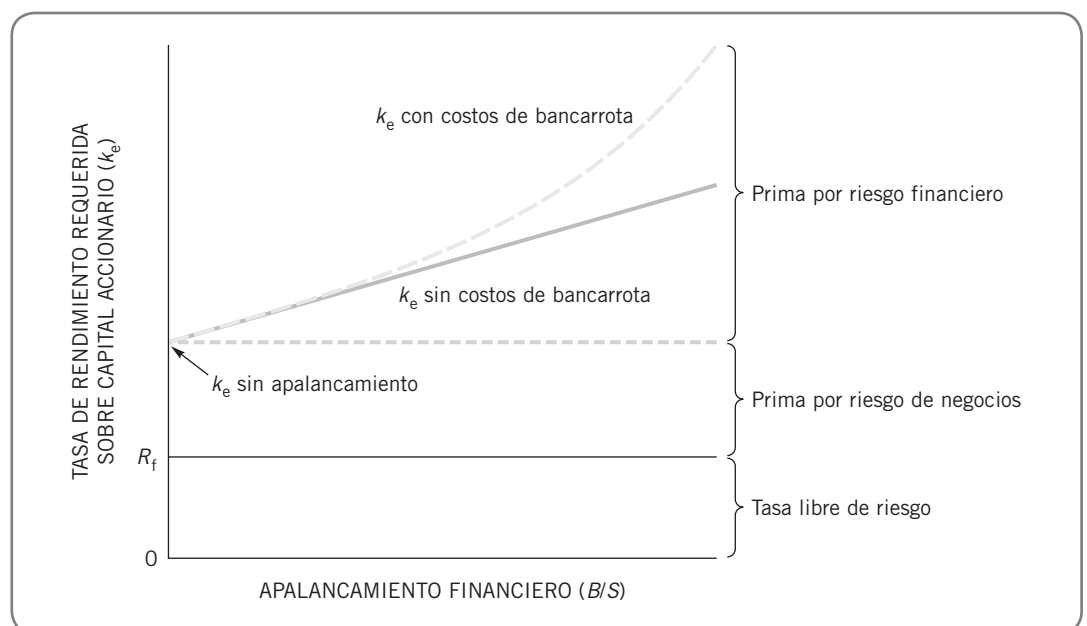 TASA DE RENDIMIENTO REQUERIDA
SOBRE CAPITAL ACCIONARIO (ke)
ke con costos de bancarrota
Prima por riesgo financiero
ke sin costos de bancarrota
ke sin apalancamiento
Prima por riesgo de negocios
Rf
Tasa libre de riesgo
0
APALANCAMIENTO FINANCIERO (B/S)